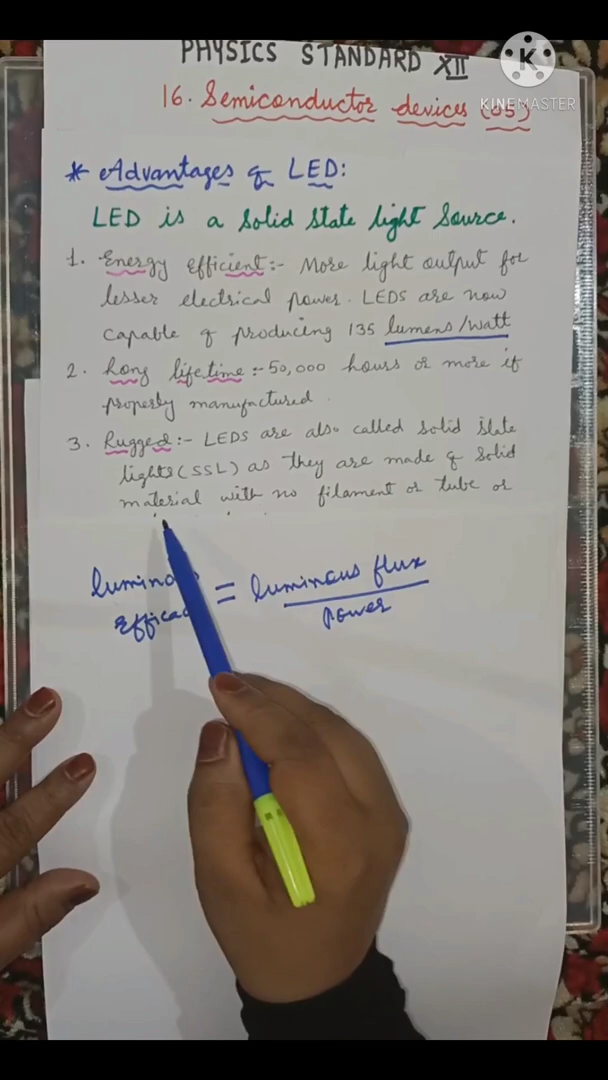 PHYSICS STANDARD XII
K
KINEMASTER
16. Semiconductor devices (05)
* Advantages of LED:
LED is a Solid State light Source.
1. Energy efficient:- More light output for
lesser electrical power. LEDS are now
capable of producing 135 lumens/watt
2. Long lifetime:- 50,000 hours or more if
properly manufactured.
3. Rugged:- LEDS are also called solid state
lights (SSL) as they are made of solid
material with no filament or tube or
luminous
Efficac
= luminous flux
Power